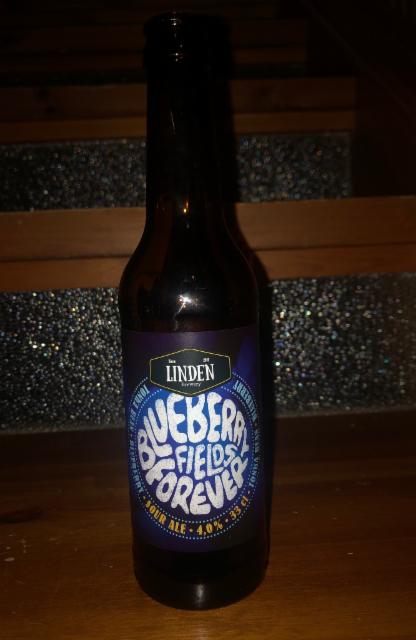 LINDEN
brewery
BLUEBERRY
FIELDS
FOREVER
SOUR ALE • 4,0% • 33 cl